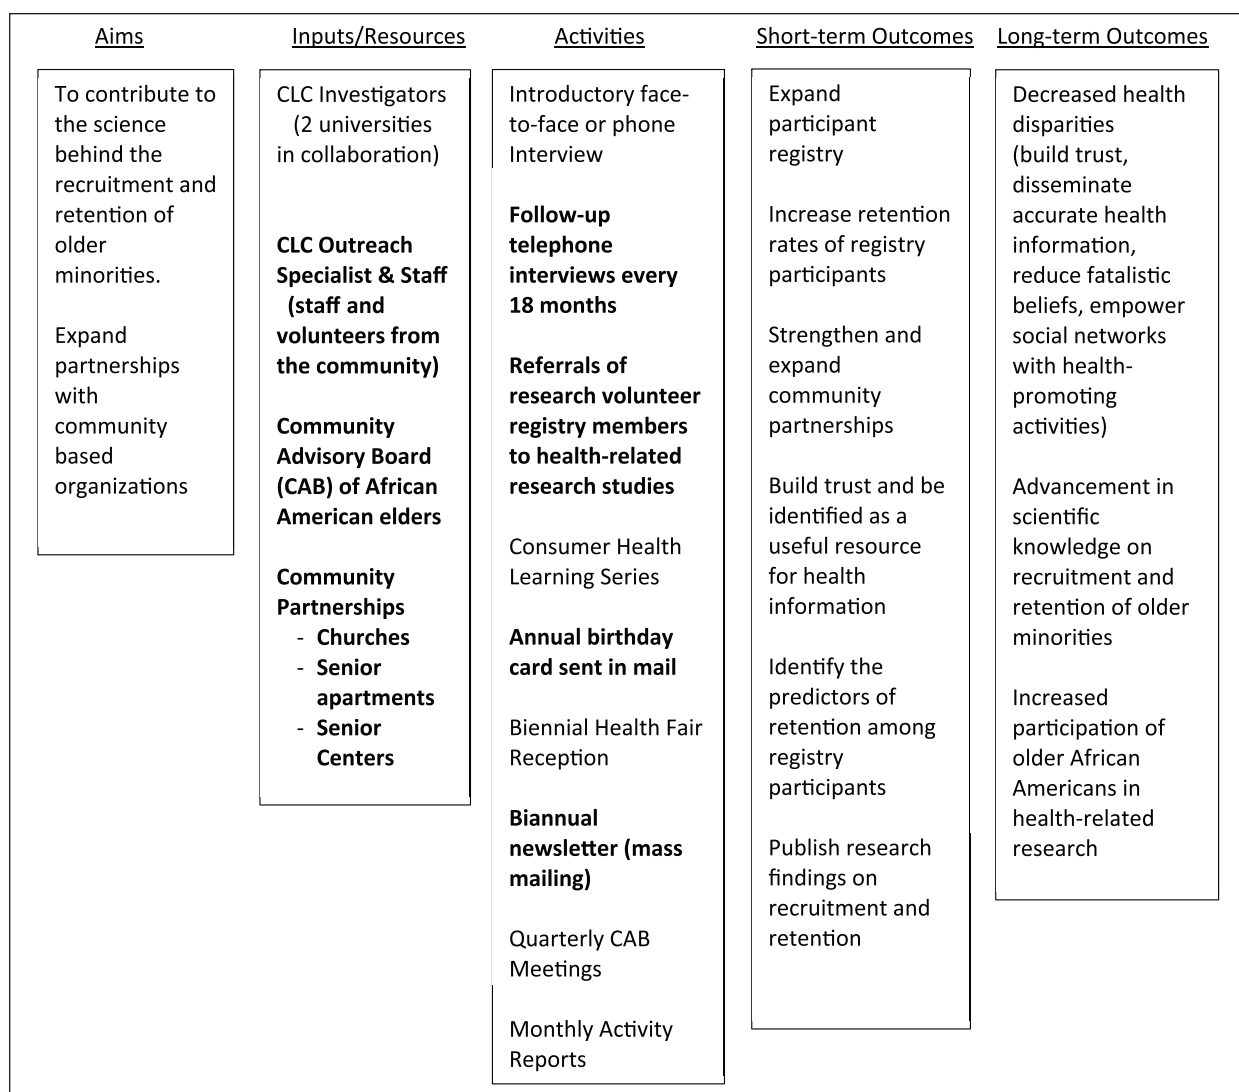 Aims
Inputs/Resources
Activities
Short-term Outcomes
Long-term Outcomes
To contribute to
the science
behind the
recruitment and
retention of
older
minorities.
Expand
partnerships
with
community
based
organizations
CLC Investigators
(2 universities
in collaboration)
CLC Outreach
Specialist & Staff
(staff and
volunteers from
the community)
Community
Advisory Board
(CAB) of African
American elders
Community
Partnerships
- Churches
- Senior
apartments
- Senior
Centers
Introductory face-
to-face or phone
Interview
Follow-up
telephone
interviews every
18 months
Referrals of
research volunteer
registry members
to health-related
research studies
Consumer Health
Learning Series
Annual birthday
card sent in mail
Biennial Health Fair
Reception
Biannual
newsletter (mass
mailing)
Quarterly CAB
Meetings
Monthly Activity
Reports
Expand
participant
registry
Increase retention
rates of registry
participants
Strengthen and
expand
community
partnerships
Build trust and be
identified as a
useful resource
for health
information
Identify the
predictors of
retention among
registry
participants
Publish research
findings on
recruitment and
retention
Decreased health
disparities
(build trust,
disseminate
accurate health
information,
reduce fatalistic
beliefs, empower
social networks
with health-
promoting
activities)
Advancement in
scientific
knowledge on
recruitment and
retention of older
minorities
Increased
participation of
older African
Americans in
health-related
research